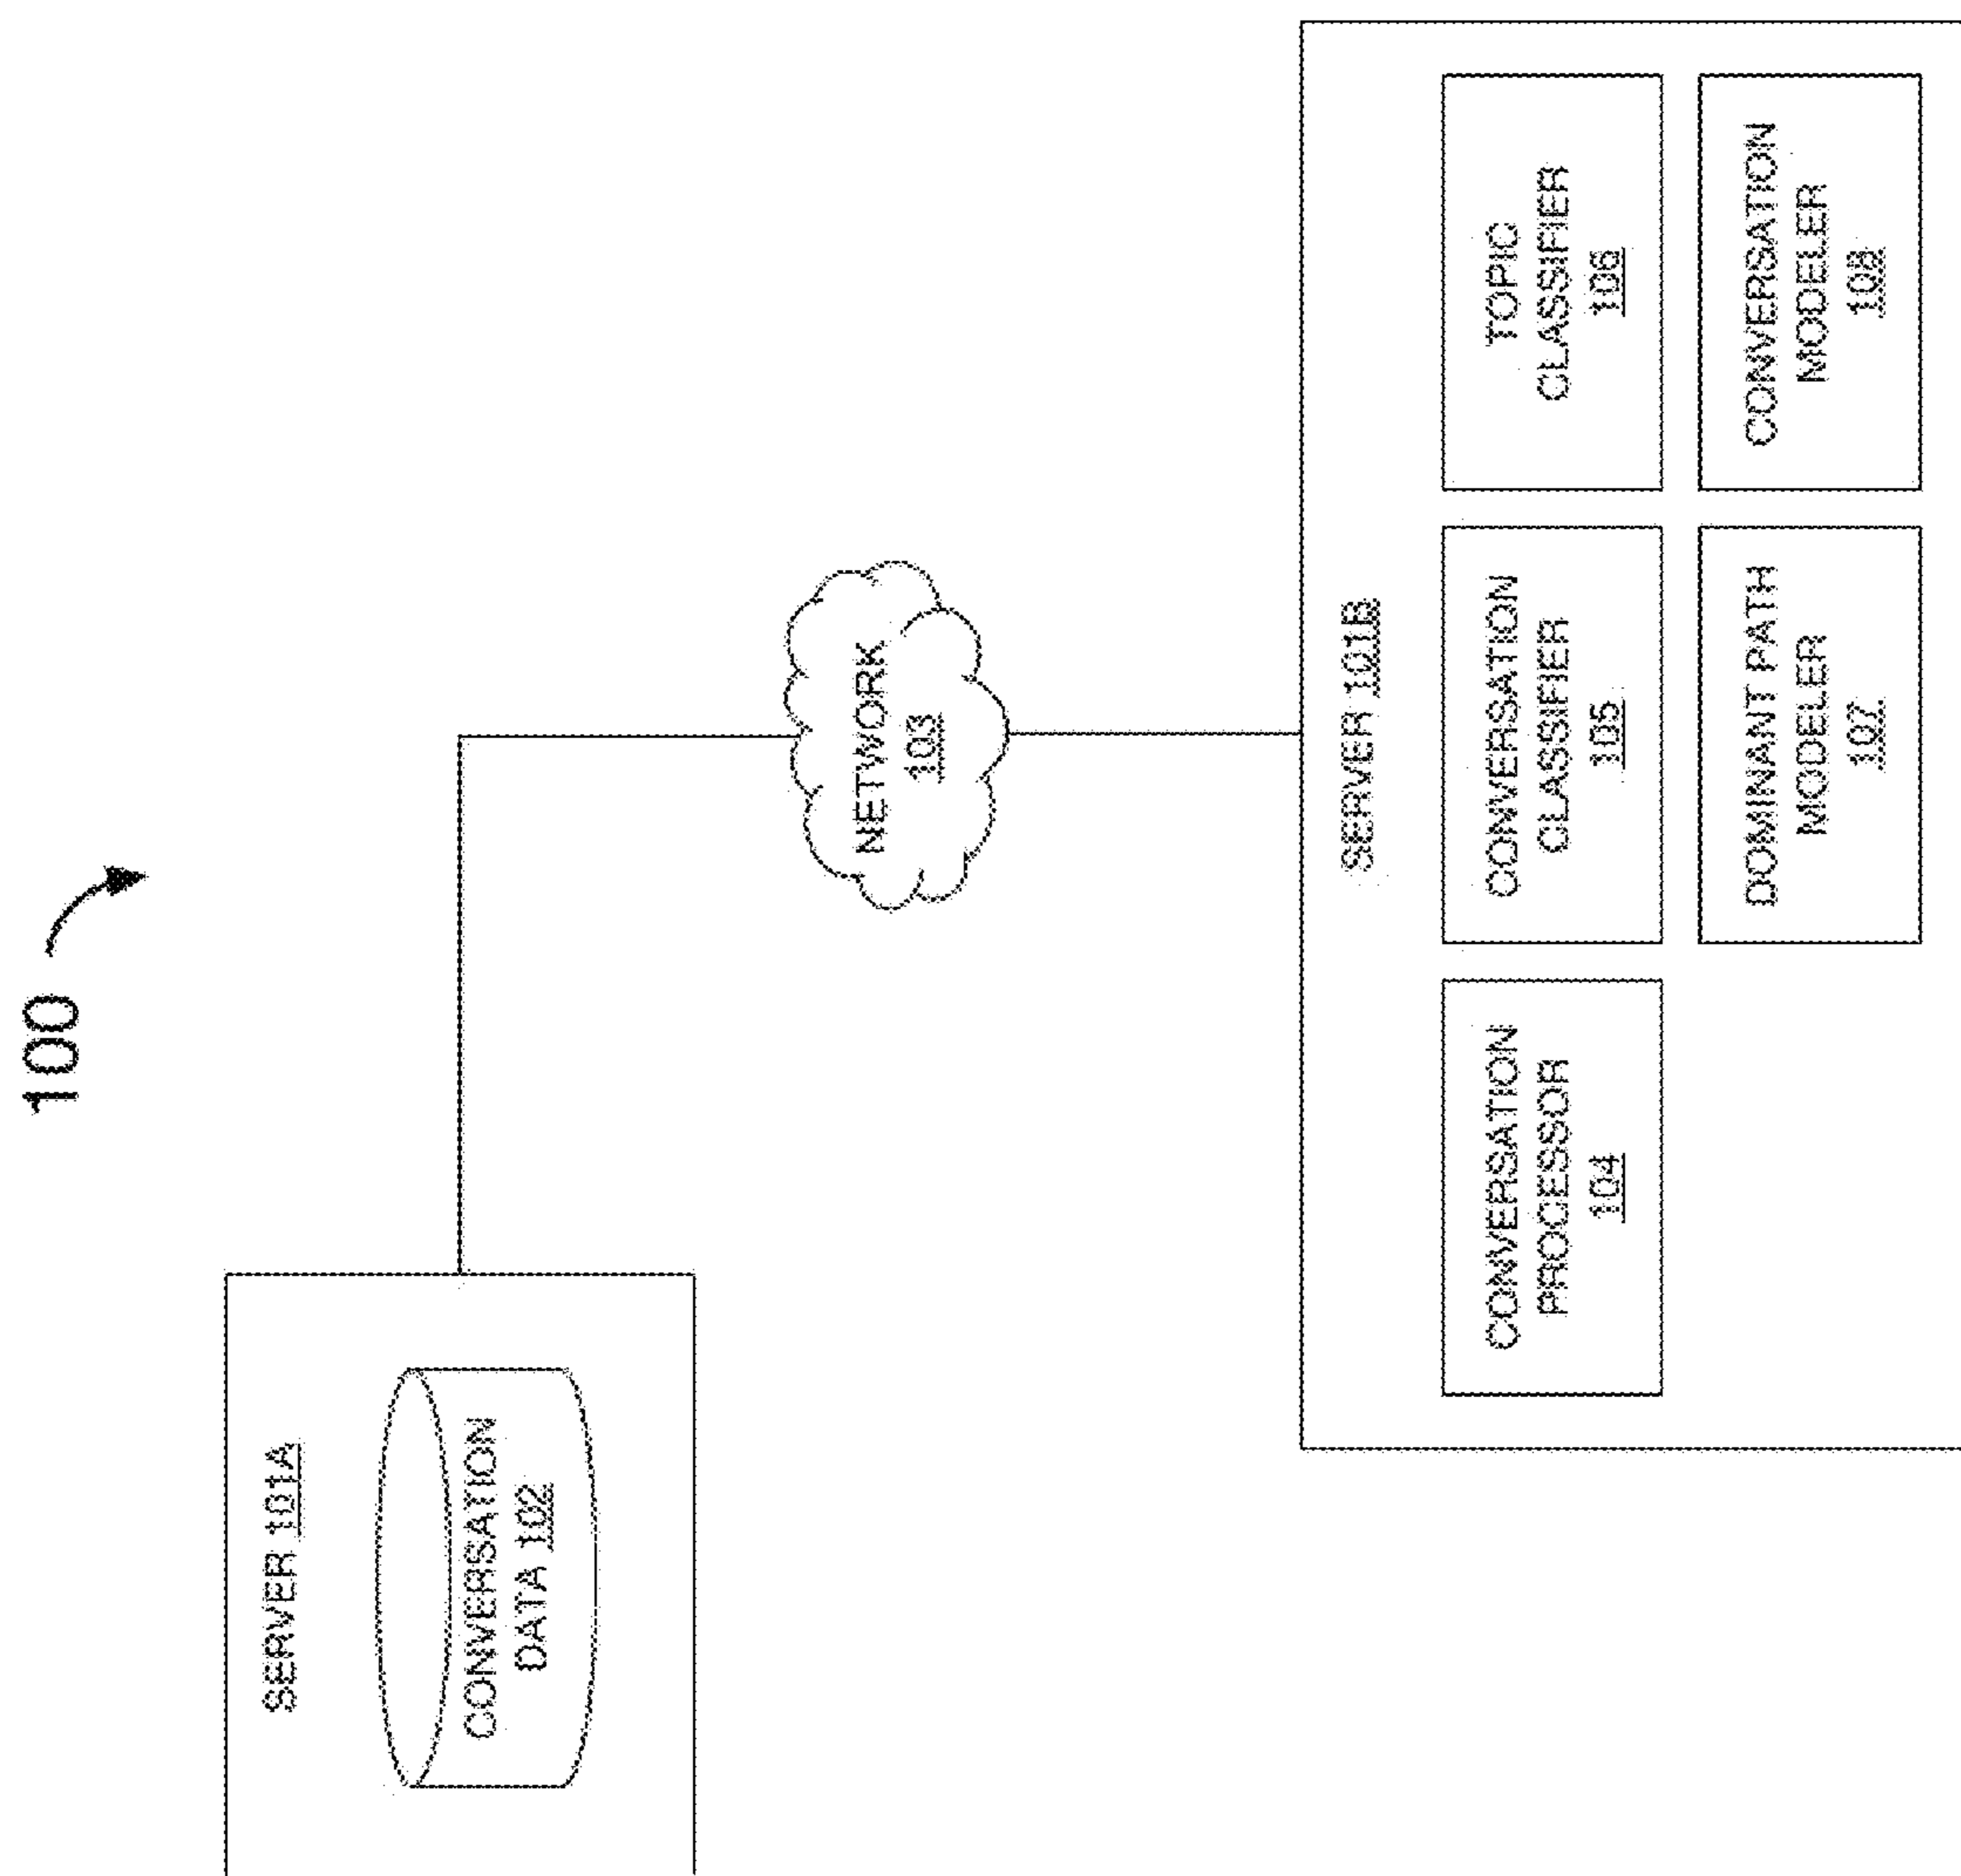 100
SERVER 101A
CONVERSATION
DATA 102
NETWORK
103
SERVER 101B
CONVERSATION
PROCESSOR
104
CONVERSATION
CLASSIFIER
105
TOPIC
CLASSIFIER
106
DOMINANT PATH
MODELER
107
CONVERSATION
MODELER
108